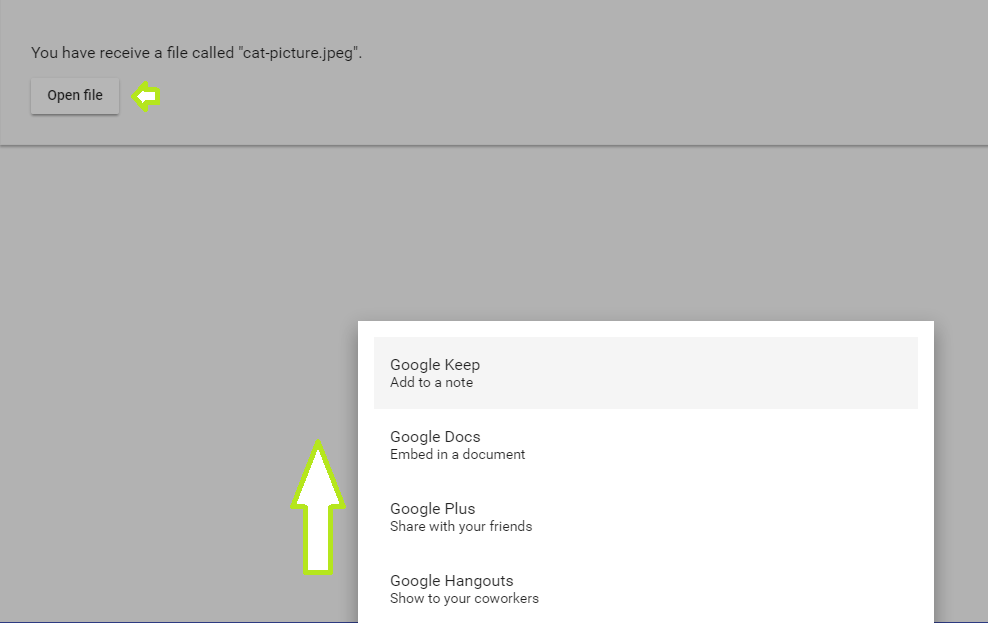 You have receive a file called "cat-picture.jpeg".
Open file
Google Keep
Add to a note
Google Docs
Embed in a document
Google Plus
Share with your friends
Google Hangouts
Show to your coworkers